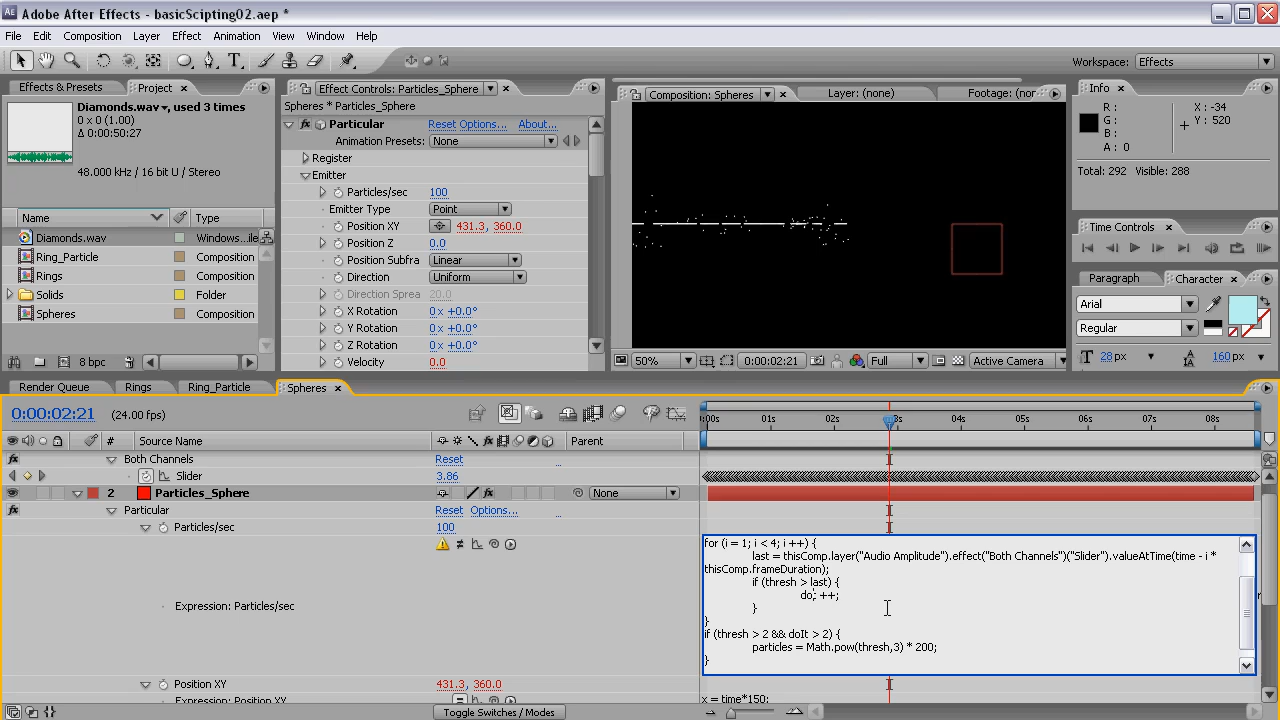 Adobe After Effects - basicScipting02.aep *
File Edit Composition Layer Effect Animation View Window Help
Workspace: Effects
Effects & Presets Project
Diamonds.wav, used 3 times
0 x 0 (1.00)
Δ 0:00:50:27
48.000 kHz / 16 bit U / Stereo
Name Type
Diamonds.wav Windows...ile
Ring_Particle Composition
Rings Composition
Solids Folder
Spheres Composition
8 bpc
Effect Controls: Particles_Sphere
Spheres * Particles_Sphere
Particular Reset Options... About...
Animation Presets: None
Register
Emitter
Particles/sec 100
Emitter Type Point
Position XY 431.3, 360.0
Position Z 0.0
Position Subfra Linear
Direction Uniform
Direction Sprea 20.0
X Rotation 0 x +0.0°
Y Rotation 0 x +0.0°
Z Rotation 0 x +0.0°
Velocity 0.0
Composition: Spheres Layer: (none) Footage: (nor
50% 0:00:02:21 Full Active Camera
Info
R : X : -34
G : Y : 520
B :
A : 0
Total: 292 Visible: 288
Time Controls
Paragraph Character
Arial
Regular
28 px 160 px
Render Queue Rings Ring_Particle Spheres
0:00:02:21 (24.00 fps)
:00s 01s 02s 03s 04s 05s 06s 07s 08s
# Source Name Parent
Both Channels Reset
Slider 3.86
2 Particles_Sphere None
Particular Reset Options...
Particles/sec 100
Expression: Particles/sec
for (i = 1; i < 4; i ++) {
last = thisComp.layer("Audio Amplitude").effect("Both Channels")("Slider").valueAtTime(time - i *
thisComp.frameDuration);
if (thresh > last) {
++;
}
}
if (thresh > 2 && doIt > 2) {
particles = Math.pow(thresh,3) * 200;
}
Position XY 431.3, 360.0
Expression: Position XY
x = time*150;
Toggle Switches / Modes